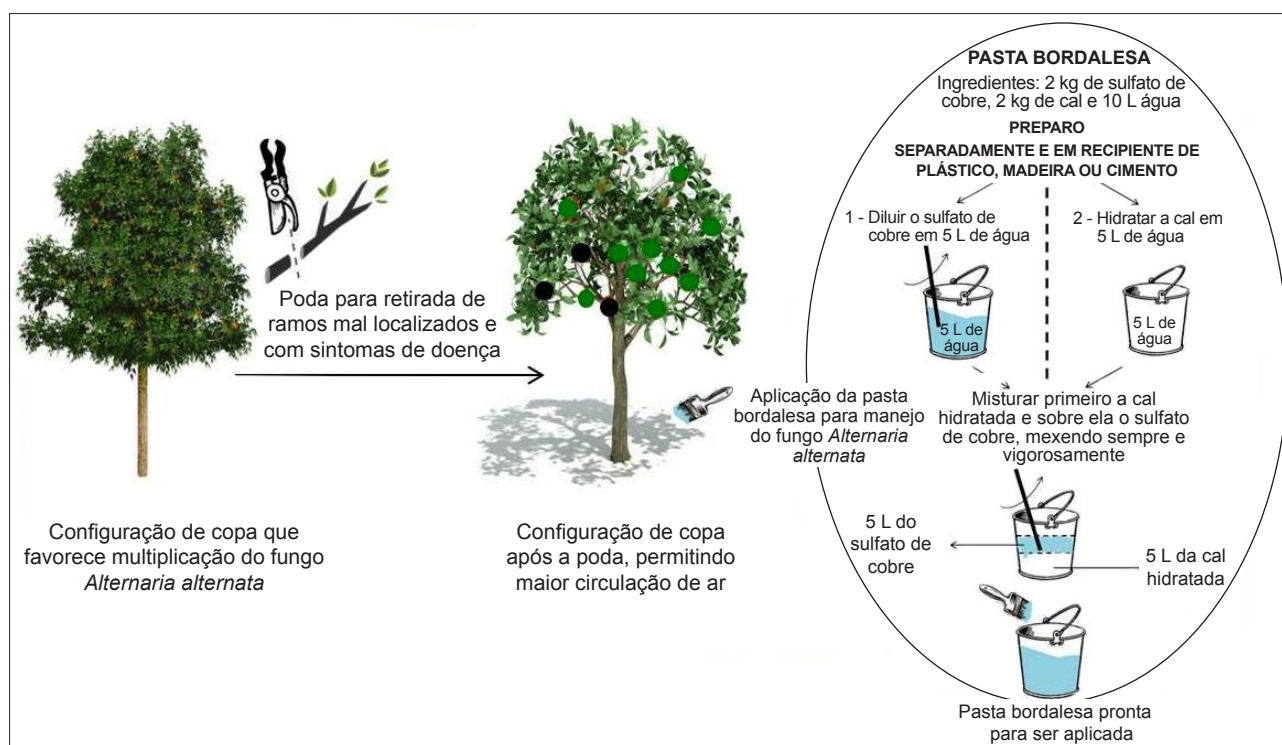 Poda para retirada de
ramos mal localizados e
com sintomas de doença
Configuração de copa que
favorece multiplicação do fungo
Alternaria alternata
Configuração de copa
após a poda, permitindo
maior circulação de ar
Aplicação da pasta
bordalesa para manejo
do fungo Alternaria
alternata
PASTA BORDALESA
Ingredientes: 2 kg de sulfato de
cobre, 2 kg de cal e 10 L água
PREPARO
SEPARADAMENTE E EM RECIPIENTE DE
PLÁSTICO, MADEIRA OU CIMENTO
1 - Diluir o sulfato de
cobre em 5 L de água
2 - Hidratar a cal em
5 L de água
5 L de
água
5 L de
água
Misturar primeiro a cal
hidratada e sobre ela o sulfato
de cobre, mexendo sempre e
vigorosamente
5 L do
sulfato de
cobre
5 L da cal
hidratada
Pasta bordalesa pronta
para ser aplicada